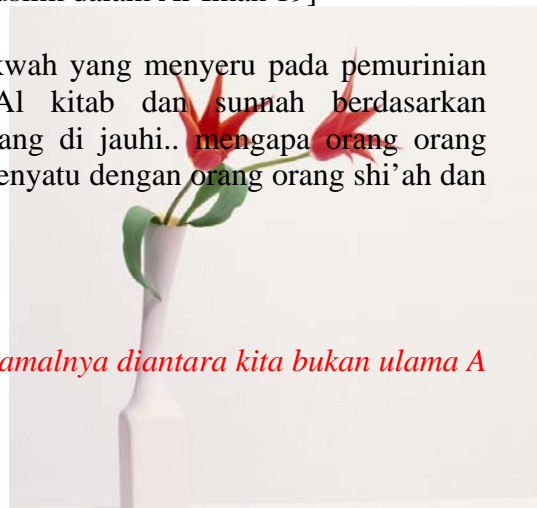 kwah yang menyeru pada pemurinian
Al kitab dan sunnah berdasarkan
ang di jauhi.. mengapa orang orang
enyatu dengan orang orang shi’ah dan
amalnya diantara kita bukan ulama A